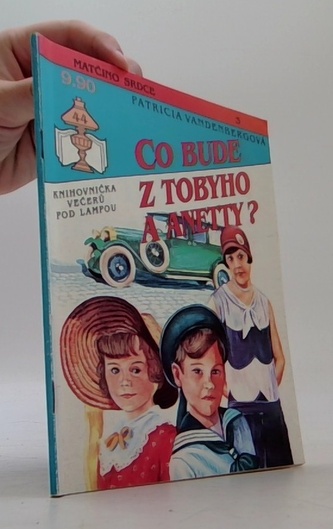 MATČINO SRDCE 5
9.90
PATRICIA VANDENBERGOVÁ
44
CO BUDE
Z TOBYHO
A ANETTY?
KNIHOVNIČKA
VEČERŮ
POD LAMPOU